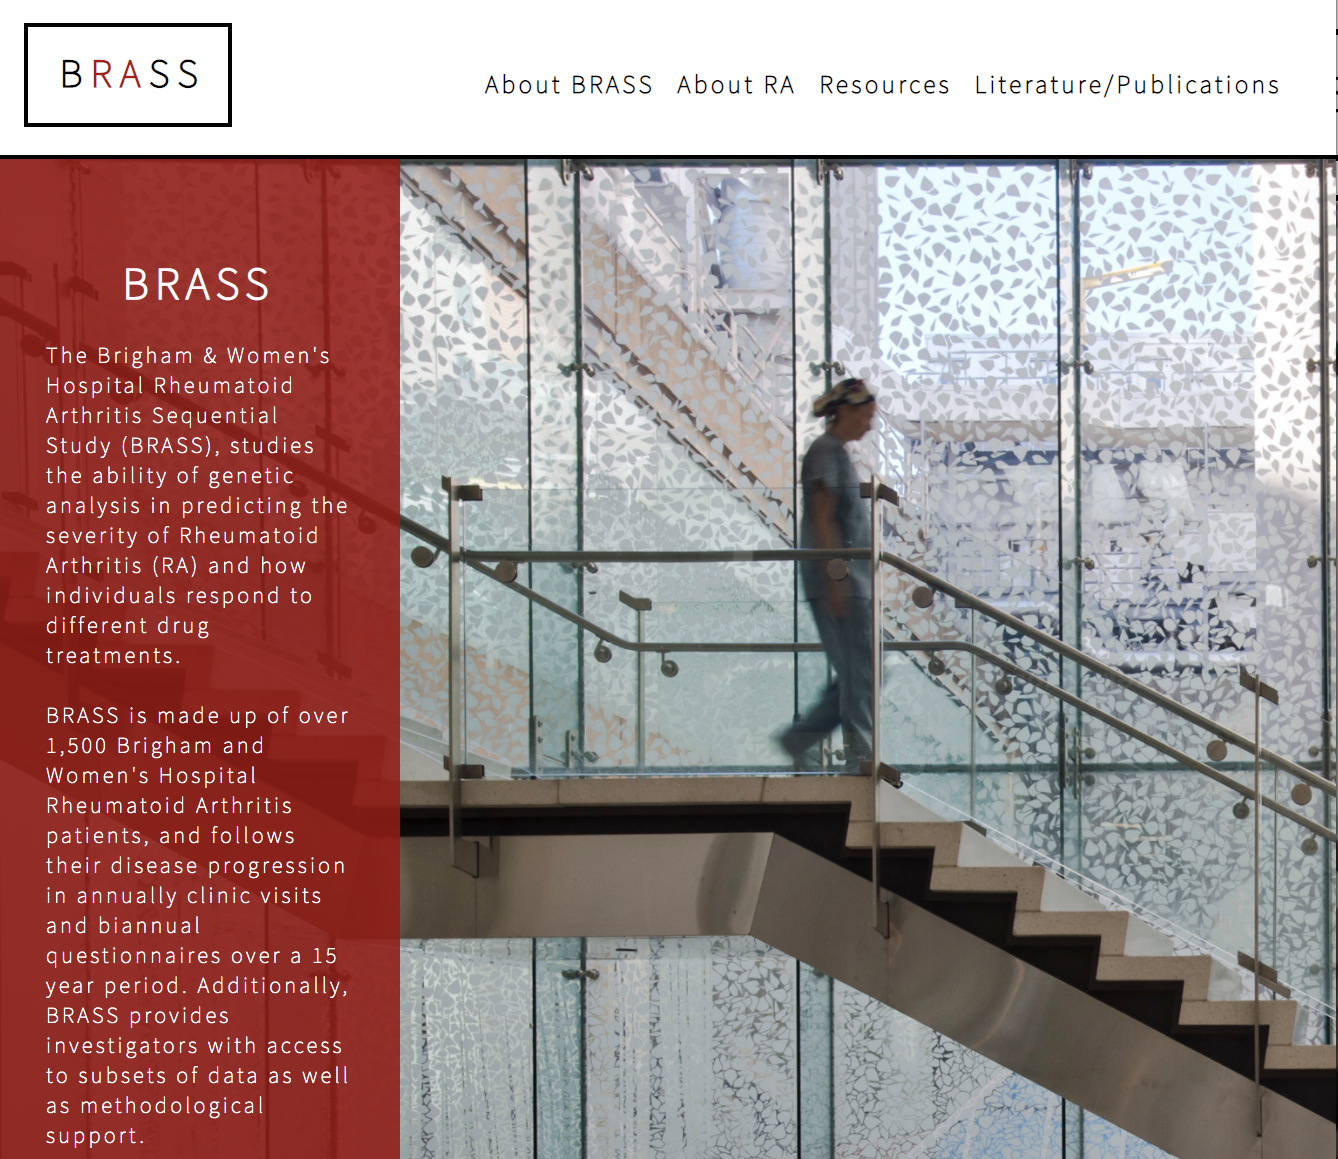 BRASS
About BRASS About RA Resources Literature/Publications
BRASS
The Brigham & Women's
Hospital Rheumatoid
Arthritis Sequential
Study (BRASS), studies
the ability of genetic
analysis in predicting the
severity of Rheumatoid
Arthritis (RA) and how
individuals respond to
different drug
treatments.
BRASS is made up of over
1,500 Brigham and
Women's Hospital
Rheumatoid Arthritis
patients, and follows
their disease progression
in annually clinic visits
and biannual
questionnaires over a 15
year period. Additionally,
BRASS provides
investigators with access
to subsets of data as well
as methodological
support.